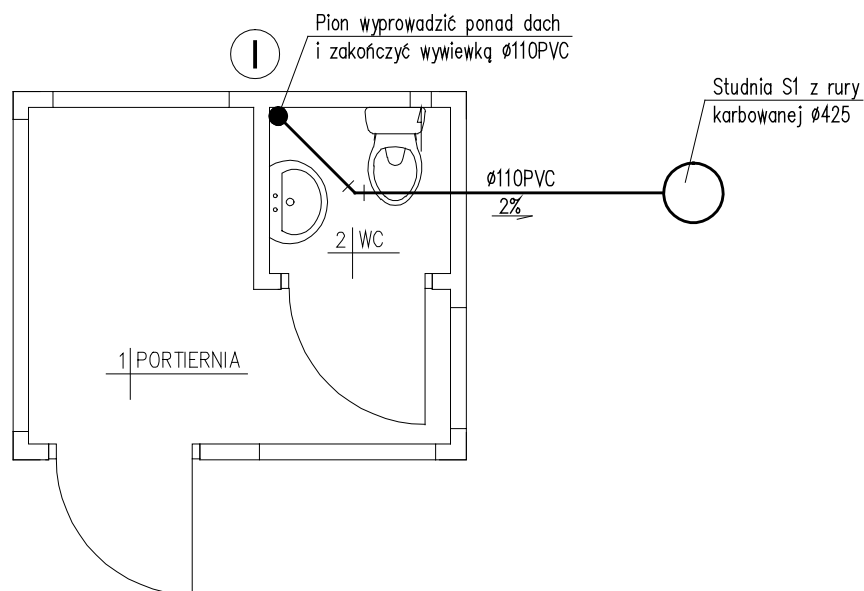 Pion wyprowadzić ponad dach
i zakończyć wywiewką ø110PVC
I
Studnia S1 z rury
karbowanej ø425
ø110PVC
2%
2 WC
1 PORTIERNIA